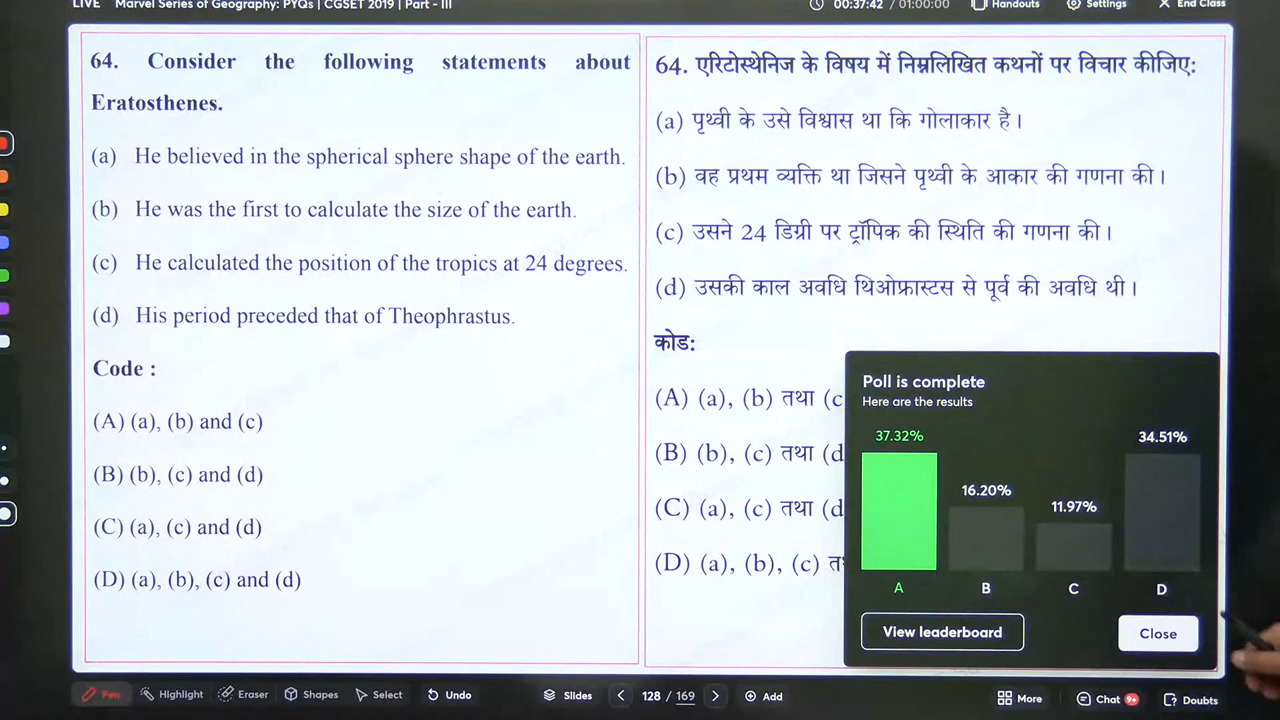 LIVE Marvel Series of Geography: PYQs | CGSET 2019 | Part - III 00:37:42 / 01:00:00 Handouts Settings End Class
64. Consider the following statements about
Eratosthenes.
(a) He believed in the spherical sphere shape of the earth.
(b) He was the first to calculate the size of the earth.
(c) He calculated the position of the tropics at 24 degrees.
(d) His period preceded that of Theophrastus.
Code :
(A) (a), (b) and (c)
(B) (b), (c) and (d)
(C) (a), (c) and (d)
(D) (a), (b), (c) and (d)
64. एरिटोस्थेनिज के विषय में निम्नलिखित कथनों पर विचार कीजिए:
(a) पृथ्वी के उसे विश्वास था कि गोलाकार है।
(b) वह प्रथम व्यक्ति था जिसने पृथ्वी के आकार की गणना की।
(c) उसने 24 डिग्री पर ट्रॉपिक की स्थिति की गणना की।
(d) उसकी काल अवधि थिओफ्रास्टस से पूर्व की अवधि थी।
कोड:
(A) (a), (b) तथा (c
(B) (b), (c) तथा (d
(C) (a), (c) तथा (d
(D) (a), (b), (c)
Poll is complete
Here are the results
37.32%
34.51%
16.20%
11.97%
A B C D
View leaderboard Close
Pen Highlight Eraser Shapes Select Undo Slides 128 / 169 Add More Chat 9+ Doubts